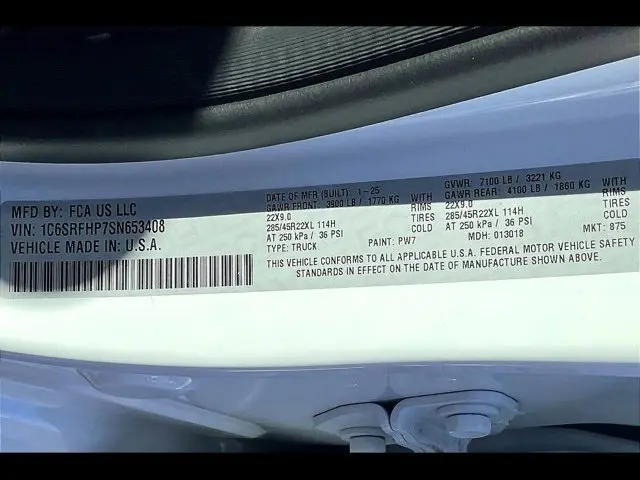 MFD BY: FCA US LLC
VIN: 1C6SRFHP7SN653408
VEHICLE MADE IN: U.S.A.
DATE OF MFR (BUILT): 1-25
GAWR FRONT: 3900 LB / 1770 KG WITH
22X9.0 RIMS
285/45R22XL 114H TIRES
AT 250 kPa / 36 PSI COLD
TYPE: TRUCK PAINT: PW7
GVWR: 7100 LB / 3221 KG
GAWR REAR: 4100 LB / 1860 KG WITH
22X9.0 RIMS
285/45R22XL 114H TIRES
AT 250 kPa / 36 PSI COLD
MDH: 013018 MKT: 875
THIS VEHICLE CONFORMS TO ALL APPLICABLE U.S.A. FEDERAL MOTOR VEHICLE SAFETY
STANDARDS IN EFFECT ON THE DATE OF MANUFACTURE SHOWN ABOVE.